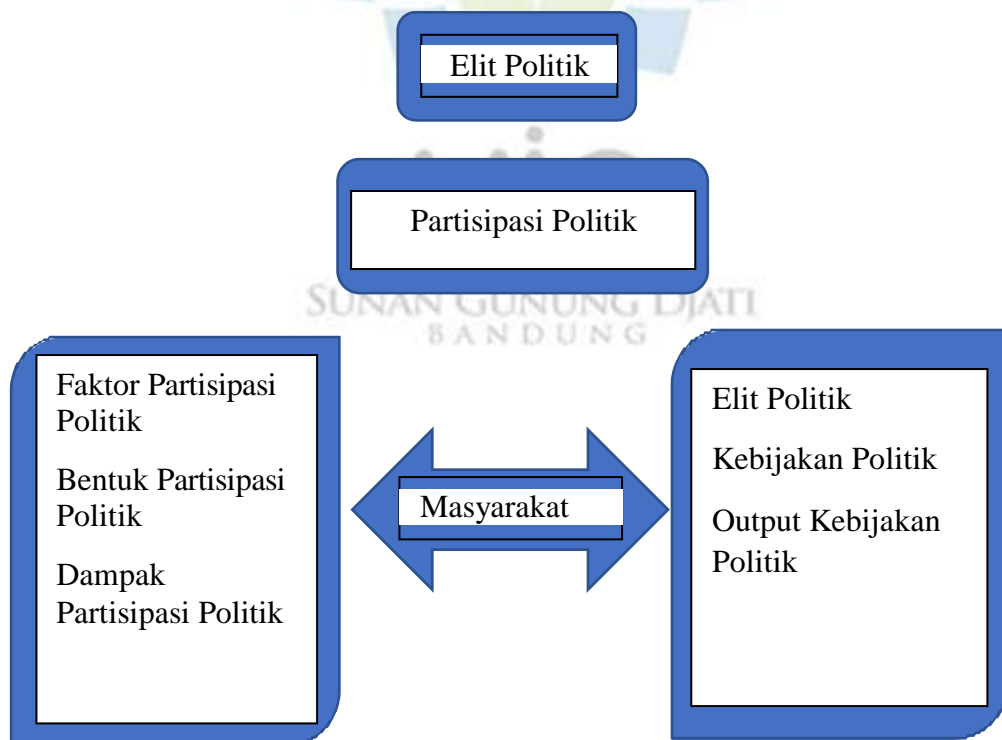 Elit Politik
Partisipasi Politik
SUNAN GUNUNG DJATI
BANDUNG
Faktor Partisipasi
Politik
Bentuk Partisipasi
Politik
Dampak
Partisipasi Politik
Masyarakat
Elit Politik
Kebijakan Politik
Output Kebijakan
Politik